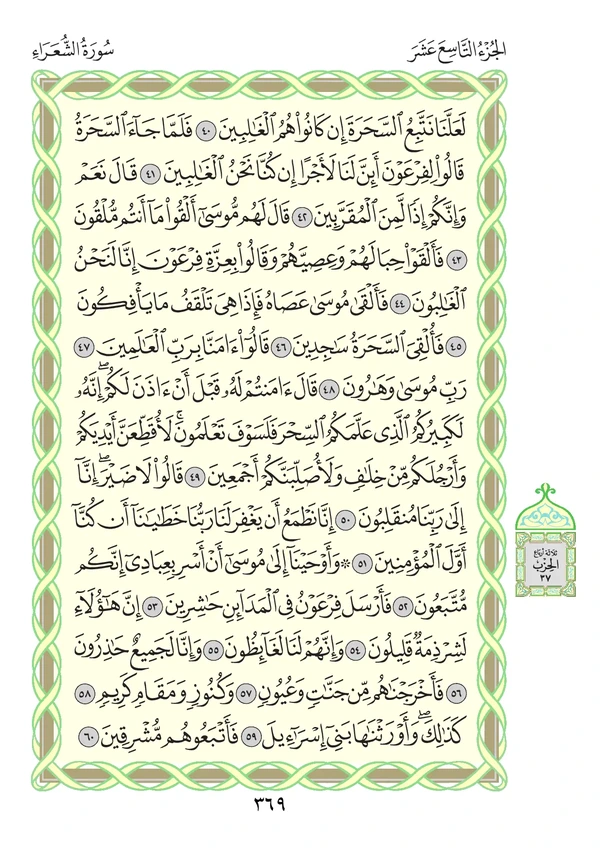 الجُزْءُ التَّاسِعَ عَشَرَ
سُورَةُ الشُّعَرَاءِ
لَعَلَّنَا نَتَّبِعُ ٱلسَّحَرَةَ إِن كَانُوا۟ هُمُ ٱلْغَٰلِبِينَ ٤٠ فَلَمَّا جَآءَ ٱلسَّحَرَةُ
قَالُوا۟ لِفِرْعَوْنَ أَئِنَّ لَنَا لَأَجْرًا إِن كُنَّا نَحْنُ ٱلْغَٰلِبِينَ ٤١ قَالَ نَعَمْ
وَإِنَّكُمْ إِذًا لَّمِنَ ٱلْمُقَرَّبِينَ ٤٢ قَالَ لَهُم مُّوسَىٰٓ أَلْقُوا۟ مَآ أَنتُم مُّلْقُونَ
٤٣ فَأَلْقَوْا۟ حِبَالَهُمْ وَعِصِيَّهُمْ وَقَالُوا۟ بِعِزَّةِ فِرْعَوْنَ إِنَّا لَنَحْنُ
ٱلْغَٰلِبُونَ ٤٤ فَأَلْقَىٰ مُوسَىٰ عَصَاهُ فَإِذَا هِىَ تَلْقَفُ مَا يَأْفِكُونَ
٤٥ فَأُلْقِىَ ٱلسَّحَرَةُ سَٰجِدِينَ ٤٦ قَالُوٓا۟ ءَامَنَّا بِرَبِّ ٱلْعَٰلَمِينَ ٤٧
رَبِّ مُوسَىٰ وَهَٰرُونَ ٤٨ قَالَ ءَامَنتُمْ لَهُۥ قَبْلَ أَنْ ءَاذَنَ لَكُمْ ۖ إِنَّهُۥ
لَكَبِيرُكُمُ ٱلَّذِى عَلَّمَكُمُ ٱلسِّحْرَ فَلَسَوْفَ تَعْلَمُونَ ۚ لَأُقَطِّعَنَّ أَيْدِيَكُمْ
وَأَرْجُلَكُم مِّنْ خِلَٰفٍ وَلَأُصَلِّبَنَّكُمْ أَجْمَعِينَ ٤٩ قَالُوا۟ لَا ضَيْرَ ۖ إِنَّآ
إِلَىٰ رَبِّنَا مُنقَلِبُونَ ٥٠ إِنَّا نَطْمَعُ أَن يَغْفِرَ لَنَا رَبُّنَا خَطَٰيَٰنَآ أَن كُنَّآ
أَوَّلَ ٱلْمُؤْمِنِينَ ٥١ ۞ وَأَوْحَيْنَآ إِلَىٰ مُوسَىٰٓ أَنْ أَسْرِ بِعِبَادِىٓ إِنَّكُم
مُّتَّبَعُونَ ٥٢ فَأَرْسَلَ فِرْعَوْنُ فِى ٱلْمَدَآئِنِ حَٰشِرِينَ ٥٣ إِنَّ هَٰٓؤُلَآءِ
لَشِرْذِمَةٌ قَلِيلُونَ ٥٤ وَإِنَّهُمْ لَنَا لَغَآئِظُونَ ٥٥ وَإِنَّا لَجَمِيعٌ حَٰذِرُونَ
٥٦ فَأَخْرَجْنَٰهُم مِّن جَنَّٰتٍ وَعُيُونٍ ٥٧ وَكُنُوزٍ وَمَقَامٍ كَرِيمٍ ٥٨
كَذَٰلِكَ ۖ وَأَوْرَثْنَٰهَا بَنِىٓ إِسْرَٰٓءِيلَ ٥٩ فَأَتْبَعُوهُم مُّشْرِقِينَ ٦٠
ثلاثة أرباع
الحِزْب
٣٧
٣٦٩